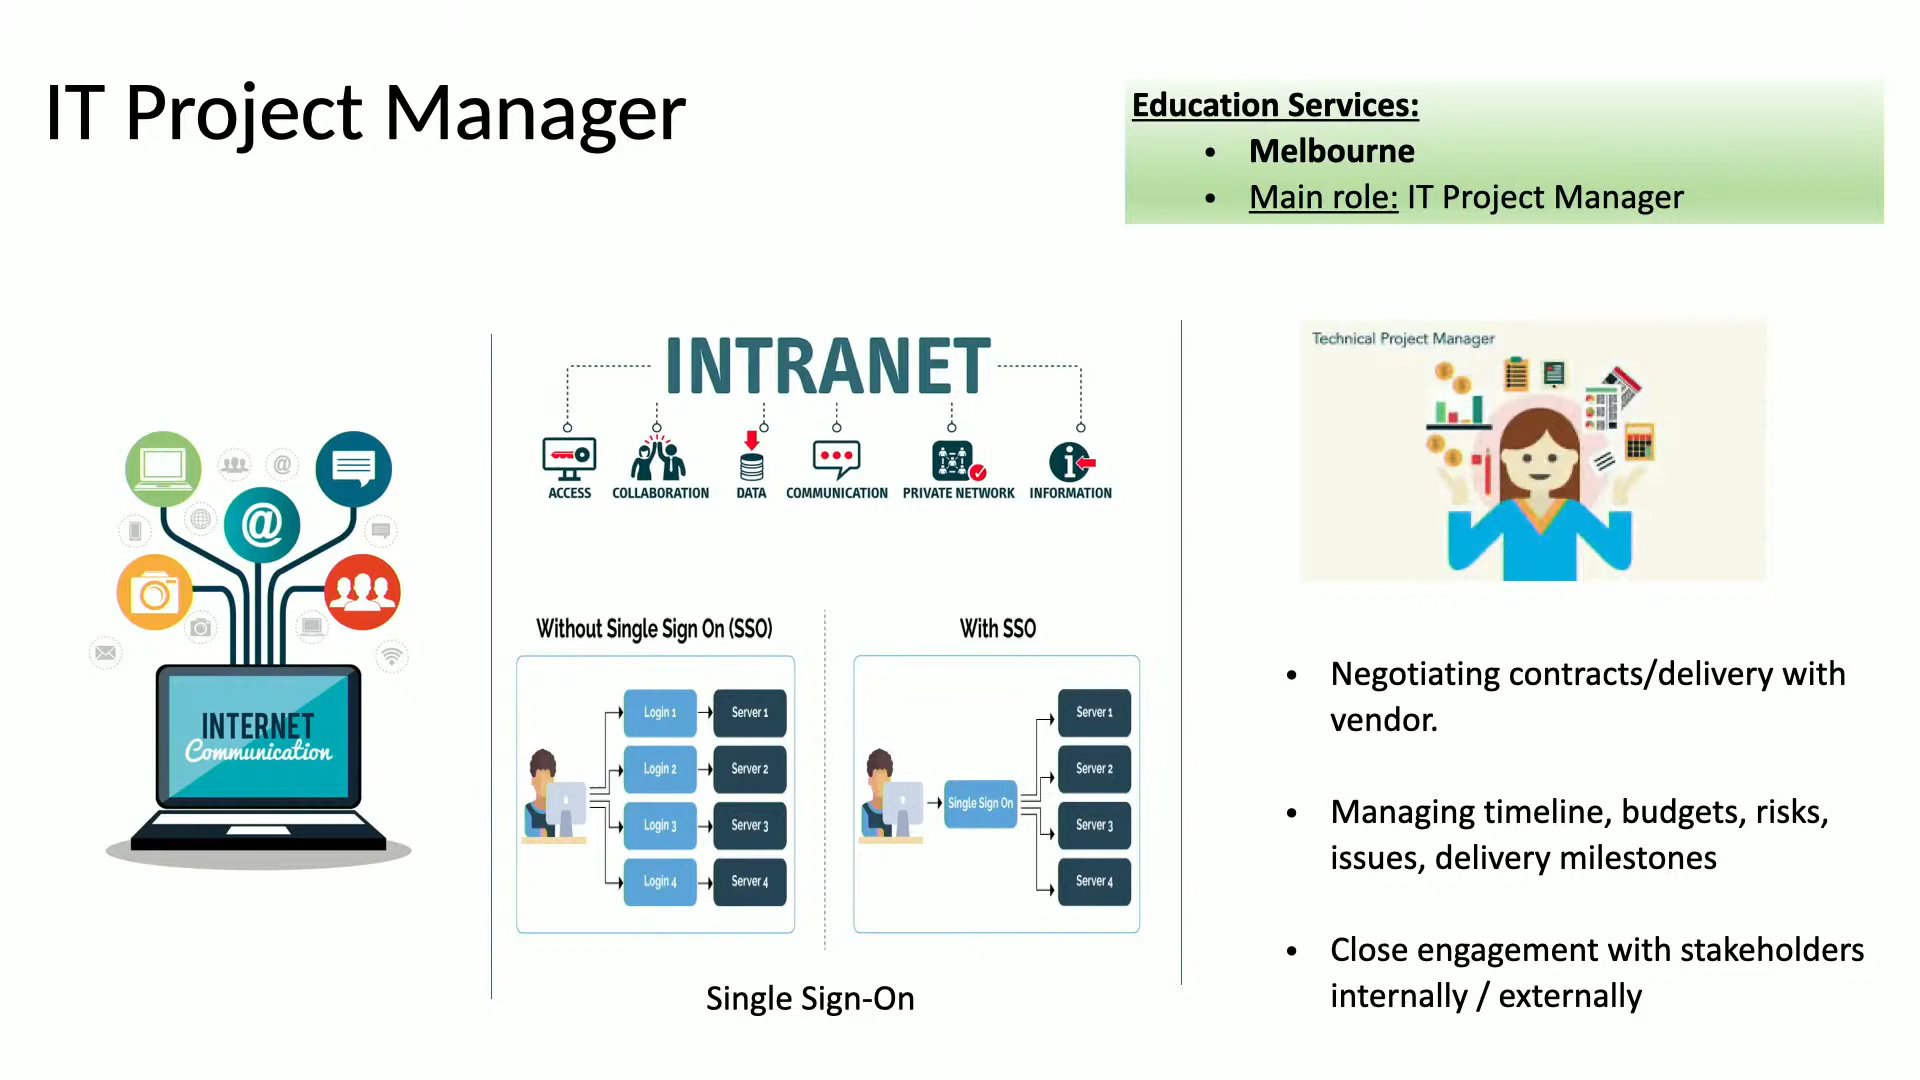 IT Project Manager
Education Services:
• Melbourne
• Main role: IT Project Manager
INTERNET
Communication
INTRANET
ACCESS
COLLABORATION
DATA
COMMUNICATION
PRIVATE NETWORK
INFORMATION
Without Single Sign On (SSO)
Login 1
Server 1
Login 2
Server 2
Login 3
Server 3
Login 4
Server 4
With SSO
Single Sign On
Server 1
Server 2
Server 3
Server 4
Single Sign-On
Technical Project Manager
• Negotiating contracts/delivery with
vendor.
• Managing timeline, budgets, risks,
issues, delivery milestones
• Close engagement with stakeholders
internally / externally